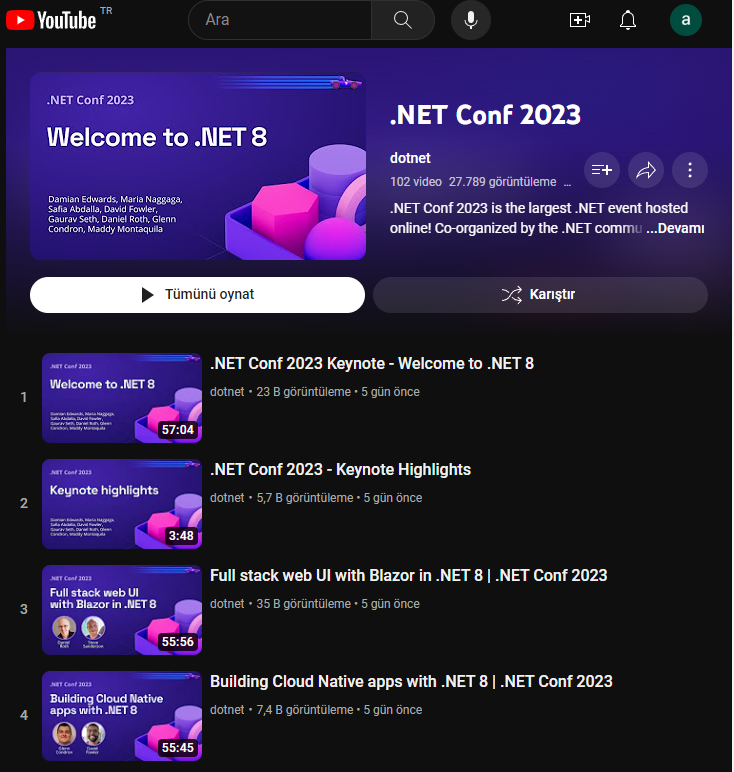 YouTube TR
Ara
a
.NET Conf 2023
Welcome to .NET 8
Damian Edwards, Maria Naggaga,
Safia Abdalla, David Fowler,
Gaurav Seth, Daniel Roth, Glenn
Condron, Maddy Montaquila
.NET Conf 2023
dotnet
102 video 27.789 görüntüleme ...
.NET Conf 2023 is the largest .NET event hosted
online! Co-organized by the .NET commu ...Devamı
Tümünü oynat
Karıştır
1
.NET Conf 2023
Welcome to .NET 8
Damian Edwards, Maria Naggaga,
Safia Abdalla, David Fowler,
Gaurav Seth, Daniel Roth, Glenn
Condron, Maddy Montaquila
57:04
.NET Conf 2023 Keynote - Welcome to .NET 8
dotnet • 23 B görüntüleme • 5 gün önce
2
.NET Conf 2023
Keynote highlights
Damian Edwards, Maria Naggaga,
Safia Abdalla, David Fowler,
Gaurav Seth, Daniel Roth, Glenn
Condron, Maddy Montaquila
3:48
.NET Conf 2023 - Keynote Highlights
dotnet • 5,7 B görüntüleme • 5 gün önce
3
.NET Conf 2023
Full stack web UI
with Blazor in .NET 8
Daniel Roth
Steve Sanderson
55:56
Full stack web UI with Blazor in .NET 8 | .NET Conf 2023
dotnet • 35 B görüntüleme • 5 gün önce
4
.NET Conf 2023
Building Cloud Native
apps with .NET 8
Glenn Condron
David Fowler
55:45
Building Cloud Native apps with .NET 8 | .NET Conf 2023
dotnet • 7,4 B görüntüleme • 5 gün önce